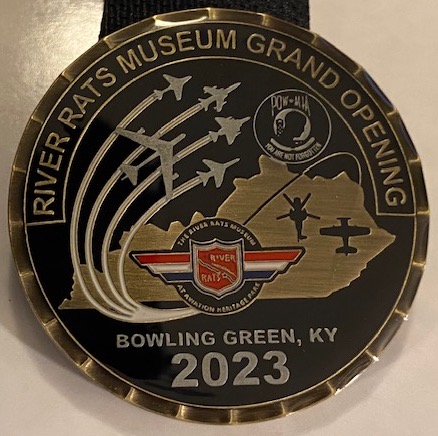 RIVER RATS MUSEUM GRAND OPENING
POW-MIA
YOU ARE NOT FORGOTTEN
THE RIVER RATS MUSEUM
RIVER
RATS
AT AVIATION HERITAGE PARK
BOWLING GREEN, KY
2023